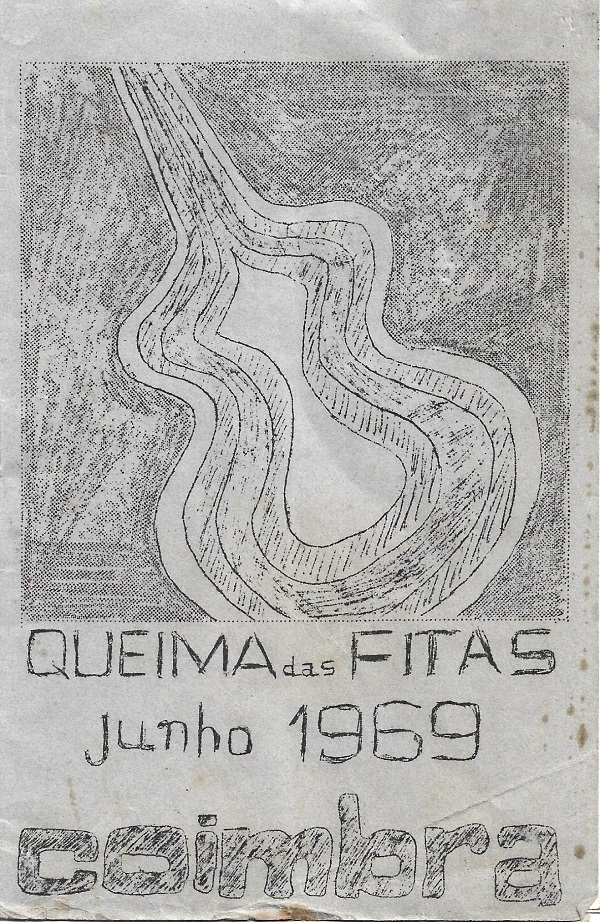 QUEIMA das FITAS
junho 1969
coimbra